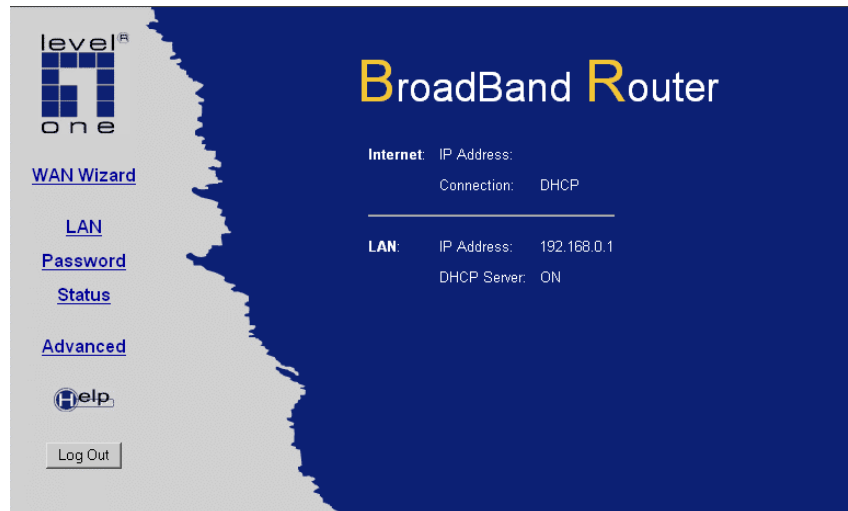 level®
one
WAN Wizard
LAN
Password
Status
Advanced
Help
Log Out
BroadBand Router
Internet: IP Address:
Connection: DHCP
LAN: IP Address: 192.168.0.1
DHCP Server: ON